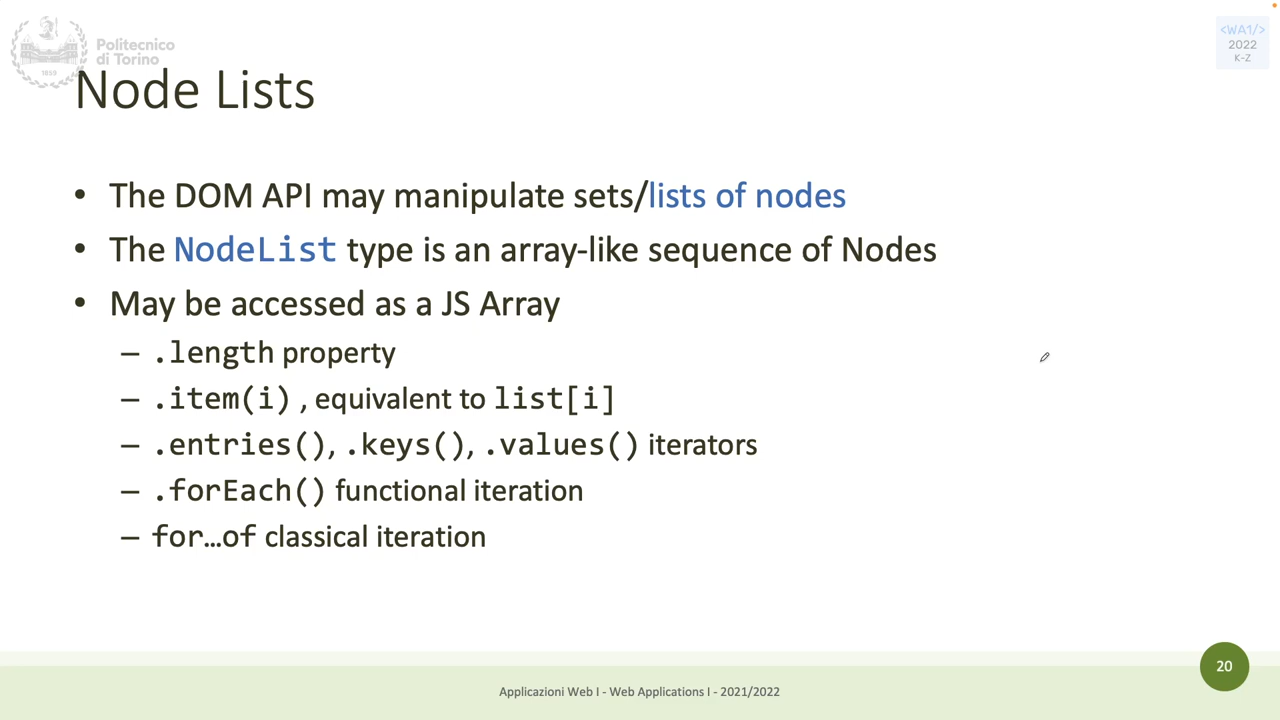 Politecnico
di Torino
1859
<WA1/>
2022
K-Z
Node Lists
• The DOM API may manipulate sets/lists of nodes
• The NodeList type is an array-like sequence of Nodes
• May be accessed as a JS Array
– .length property
– .item(i) , equivalent to list[i]
– .entries(), .keys(), .values() iterators
– .forEach() functional iteration
– for…of classical iteration
20
Applicazioni Web I - Web Applications I - 2021/2022